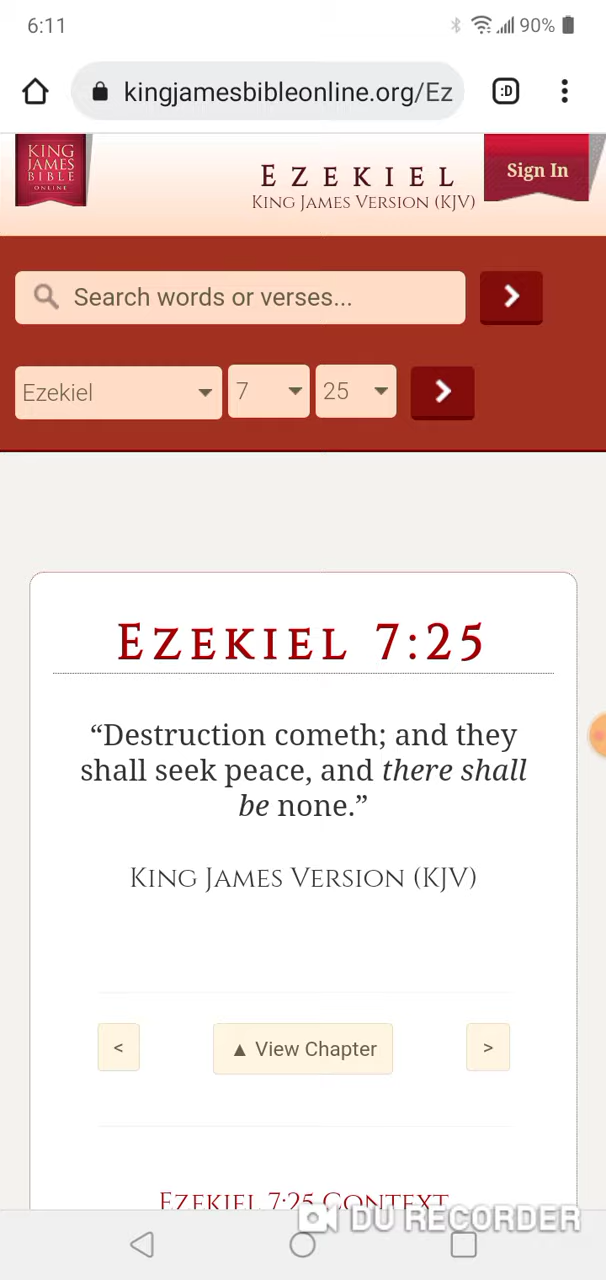 6:11
90%
kingjamesbibleonline.org/Ez
:D
KING
JAMES
BIBLE
ONLINE
EZEKIEL
KING JAMES VERSION (KJV)
Sign In
Search words or verses...
Ezekiel
7
25
EZEKIEL 7:25
“Destruction cometh; and they
shall seek peace, and there shall
be none.”
KING JAMES VERSION (KJV)
<
▲ View Chapter
>
EZEKIEL 7:25 CONTEXT
DU RECORDER